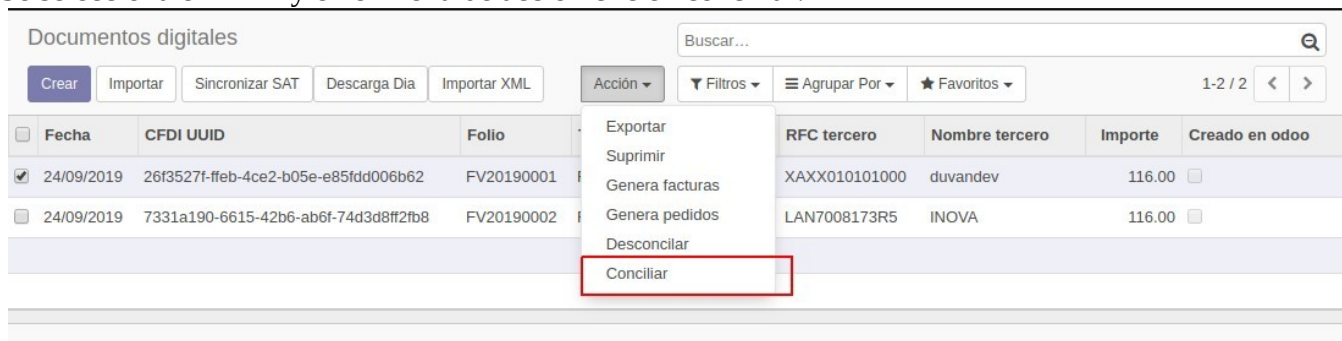 Documentos digitales Buscar...
Crear Importar Sincronizar SAT Descarga Dia Importar XML Acción Filtros Agrupar Por Favoritos 1-2 / 2
Fecha CFDI UUID Folio RFC tercero Nombre tercero Importe Creado en odoo
24/09/2019 26f3527f-ffeb-4ce2-b05e-e85fdd006b62 FV20190001 XAXX010101000 duvandev 116.00
24/09/2019 7331a190-6615-42b6-ab6f-74d3d8ff2fb8 FV20190002 LAN7008173R5 INOVA 116.00
Exportar
Suprimir
Genera facturas
Genera pedidos
Desconcilar
Conciliar